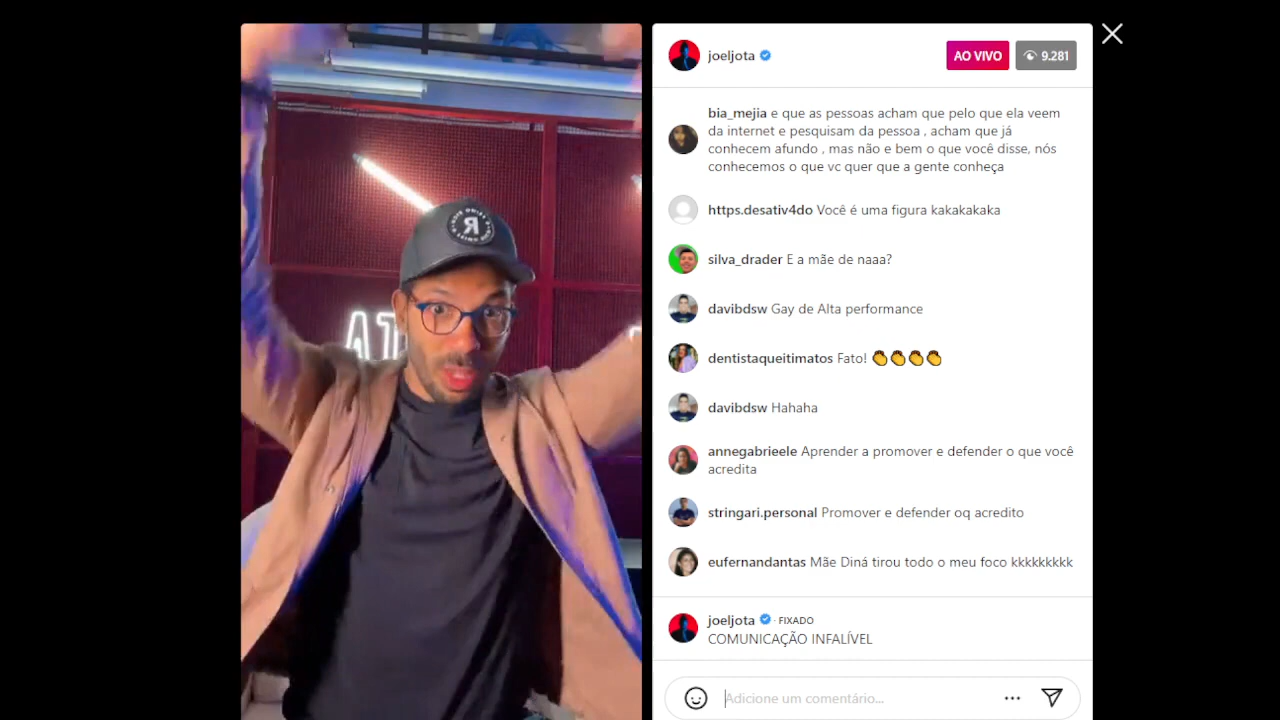 joeljota
AO VIVO
9.281
bia_mejia e que as pessoas acham que pelo que ela veem
da internet e pesquisam da pessoa , acham que já
conhecem afundo , mas não e bem o que você disse, nós
conhecemos o que vc quer que a gente conheça
https.desativ4do Você é uma figura kakakakaka
silva_drader E a mãe de naaa?
davibdsw Gay de Alta performance
dentistaqueitimatos Fato! 👏👏👏👏
davibdsw Hahaha
annegabrieele Aprender a promover e defender o que você
acredita
stringari.personal Promover e defender oq acredito
eufernandantas Mãe Diná tirou todo o meu foco kkkkkkkkk
joeljota · FIXADO
COMUNICAÇÃO INFALÍVEL
Adicione um comentário...